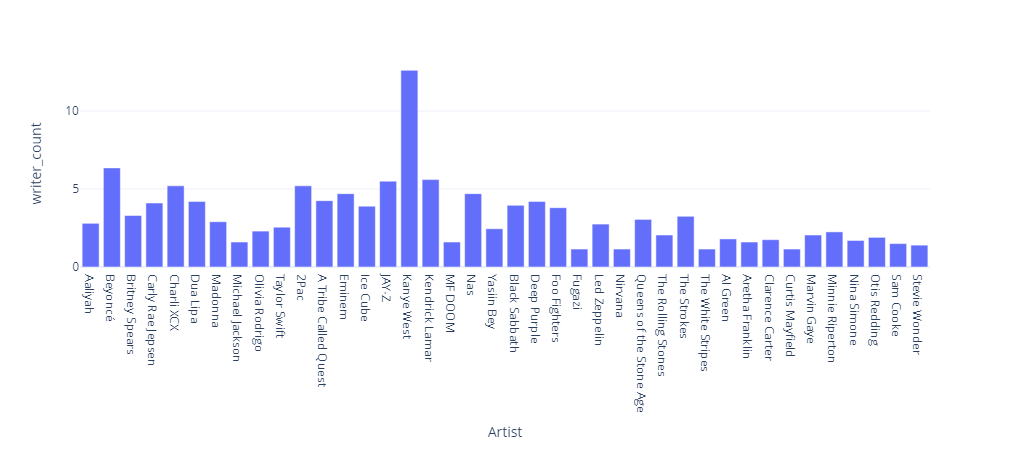 writer_count
10
5
0
Aaliyah
Beyoncé
Britney Spears
Carly Rae Jepsen
Charli XCX
Dua Lipa
Madonna
Michael Jackson
Olivia Rodrigo
Taylor Swift
2Pac
A Tribe Called Quest
Eminem
Ice Cube
JAY-Z
Kanye West
Kendrick Lamar
MF DOOM
Nas
Yasiin Bey
Black Sabbath
Deep Purple
Foo Fighters
Fugazi
Led Zeppelin
Nirvana
Queens of the Stone Age
The Rolling Stones
The Strokes
The White Stripes
Al Green
Aretha Franklin
Clarence Carter
Curtis Mayfield
Marvin Gaye
Minnie Riperton
Nina Simone
Otis Redding
Sam Cooke
Stevie Wonder
Artist